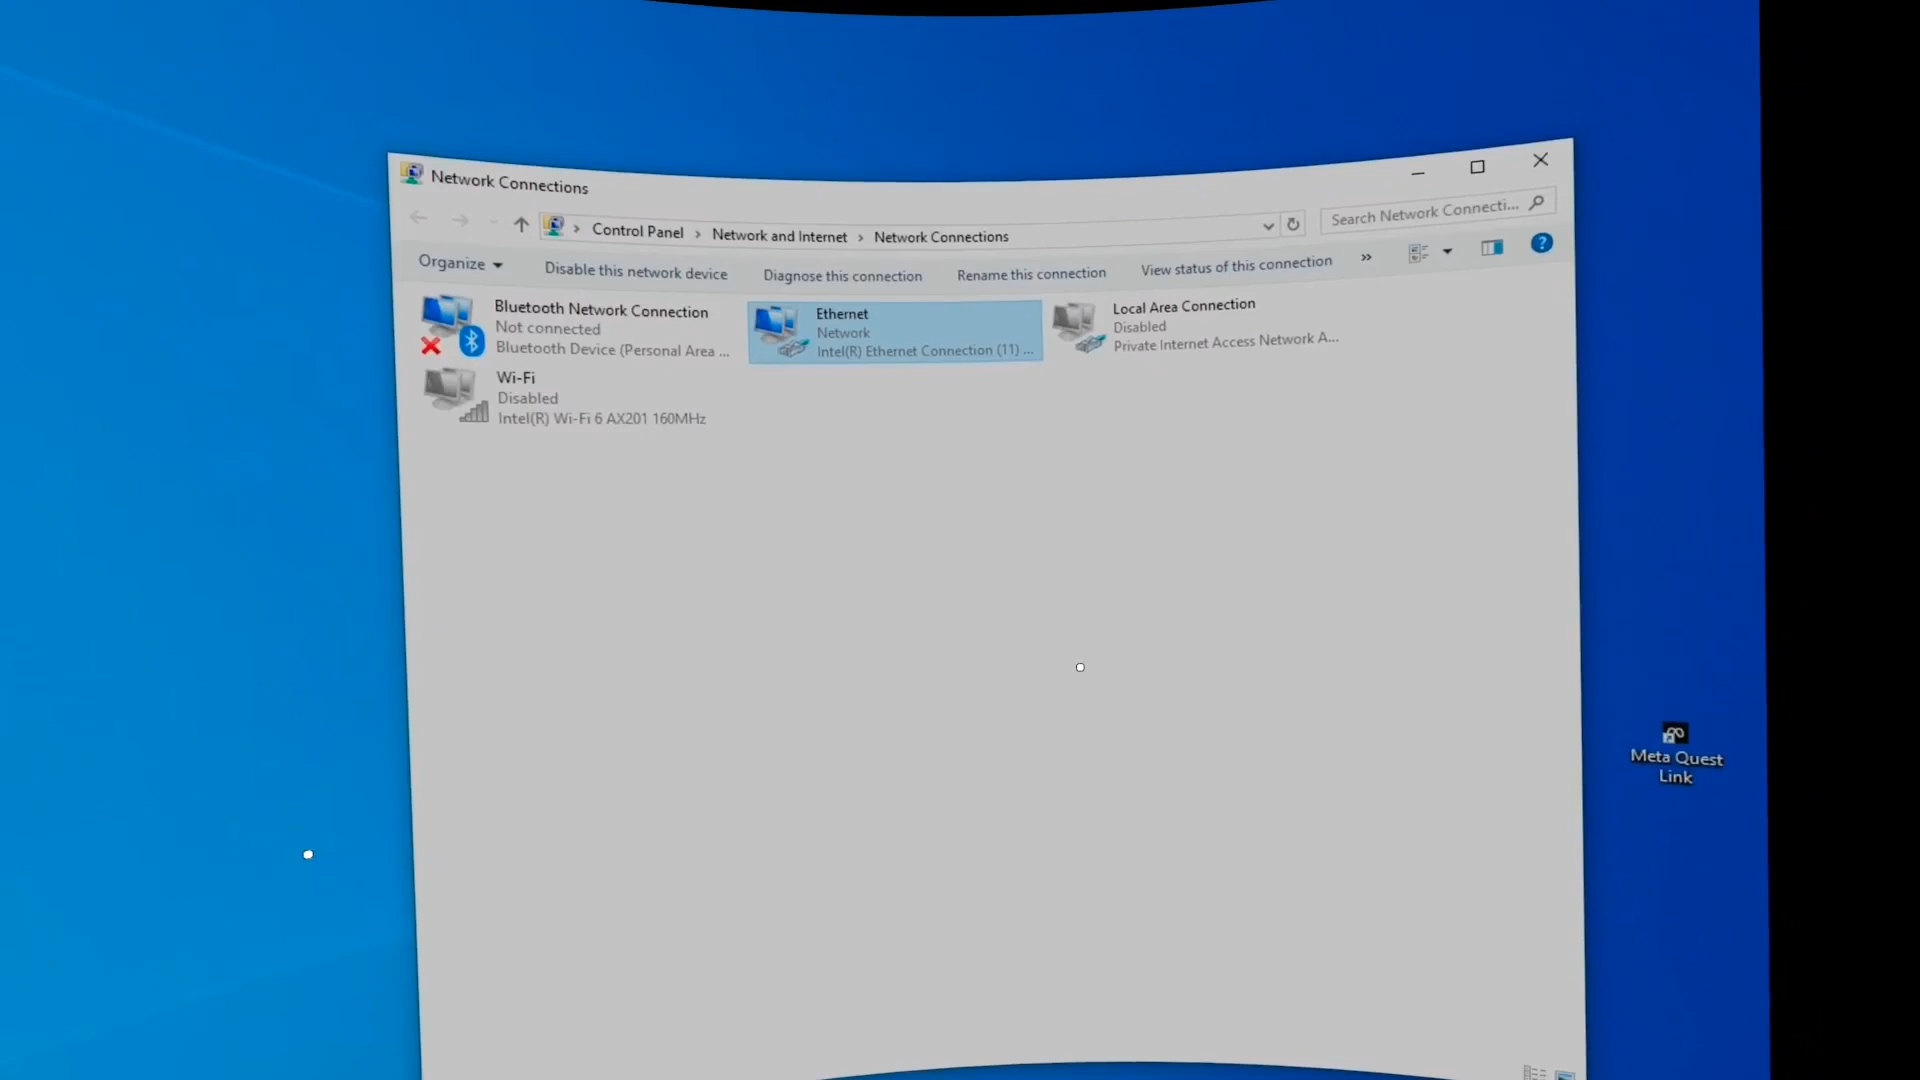 Network Connections
Control Panel > Network and Internet > Network Connections
Search Network Connecti...
Organize
Disable this network device
Diagnose this connection
Rename this connection
View status of this connection
»
?
Bluetooth Network Connection
Not connected
Bluetooth Device (Personal Area ...
Ethernet
Network
Intel(R) Ethernet Connection (11) ...
Local Area Connection
Disabled
Private Internet Access Network A...
Wi-Fi
Disabled
Intel(R) Wi-Fi 6 AX201 160MHz
Meta Quest
Link